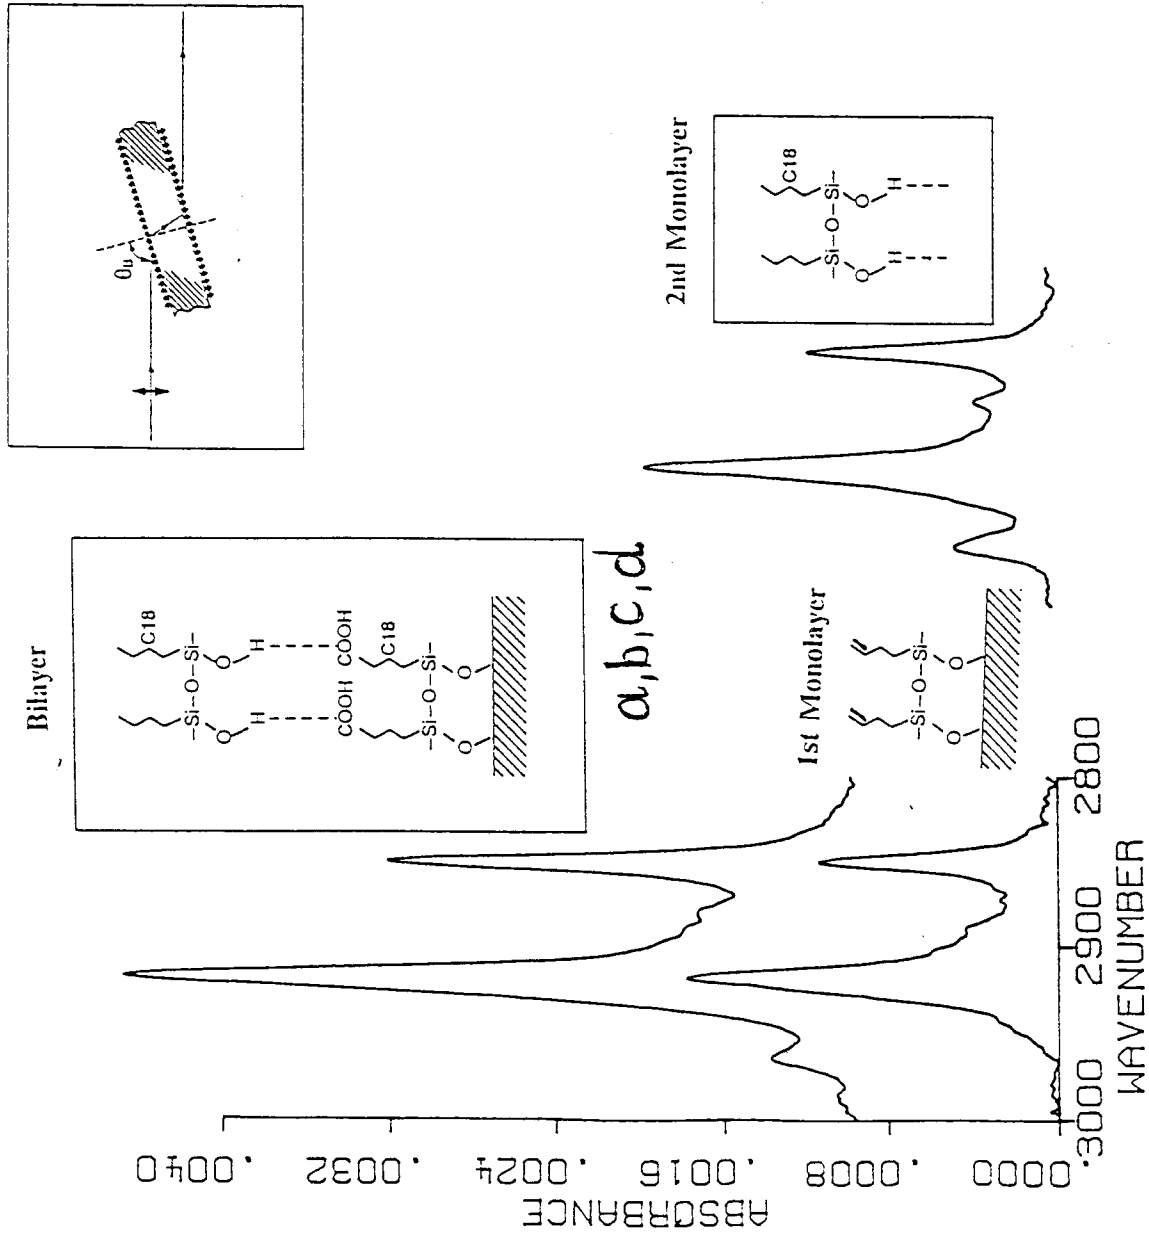 Bilayer
C18
-Si-O-Si-
O O
H H
COOH COOH
C18
-Si-O-Si-
O O
a,b,c,d
θB
2nd Monolayer
C18
-Si-O-Si-
O O
H H
1st Monolayer
-Si-O-Si-
O O
ABSORBANCE
.0040
.0032
.0024
.0016
.0008
.0000
3000
2900
2800
WAVENUMBER